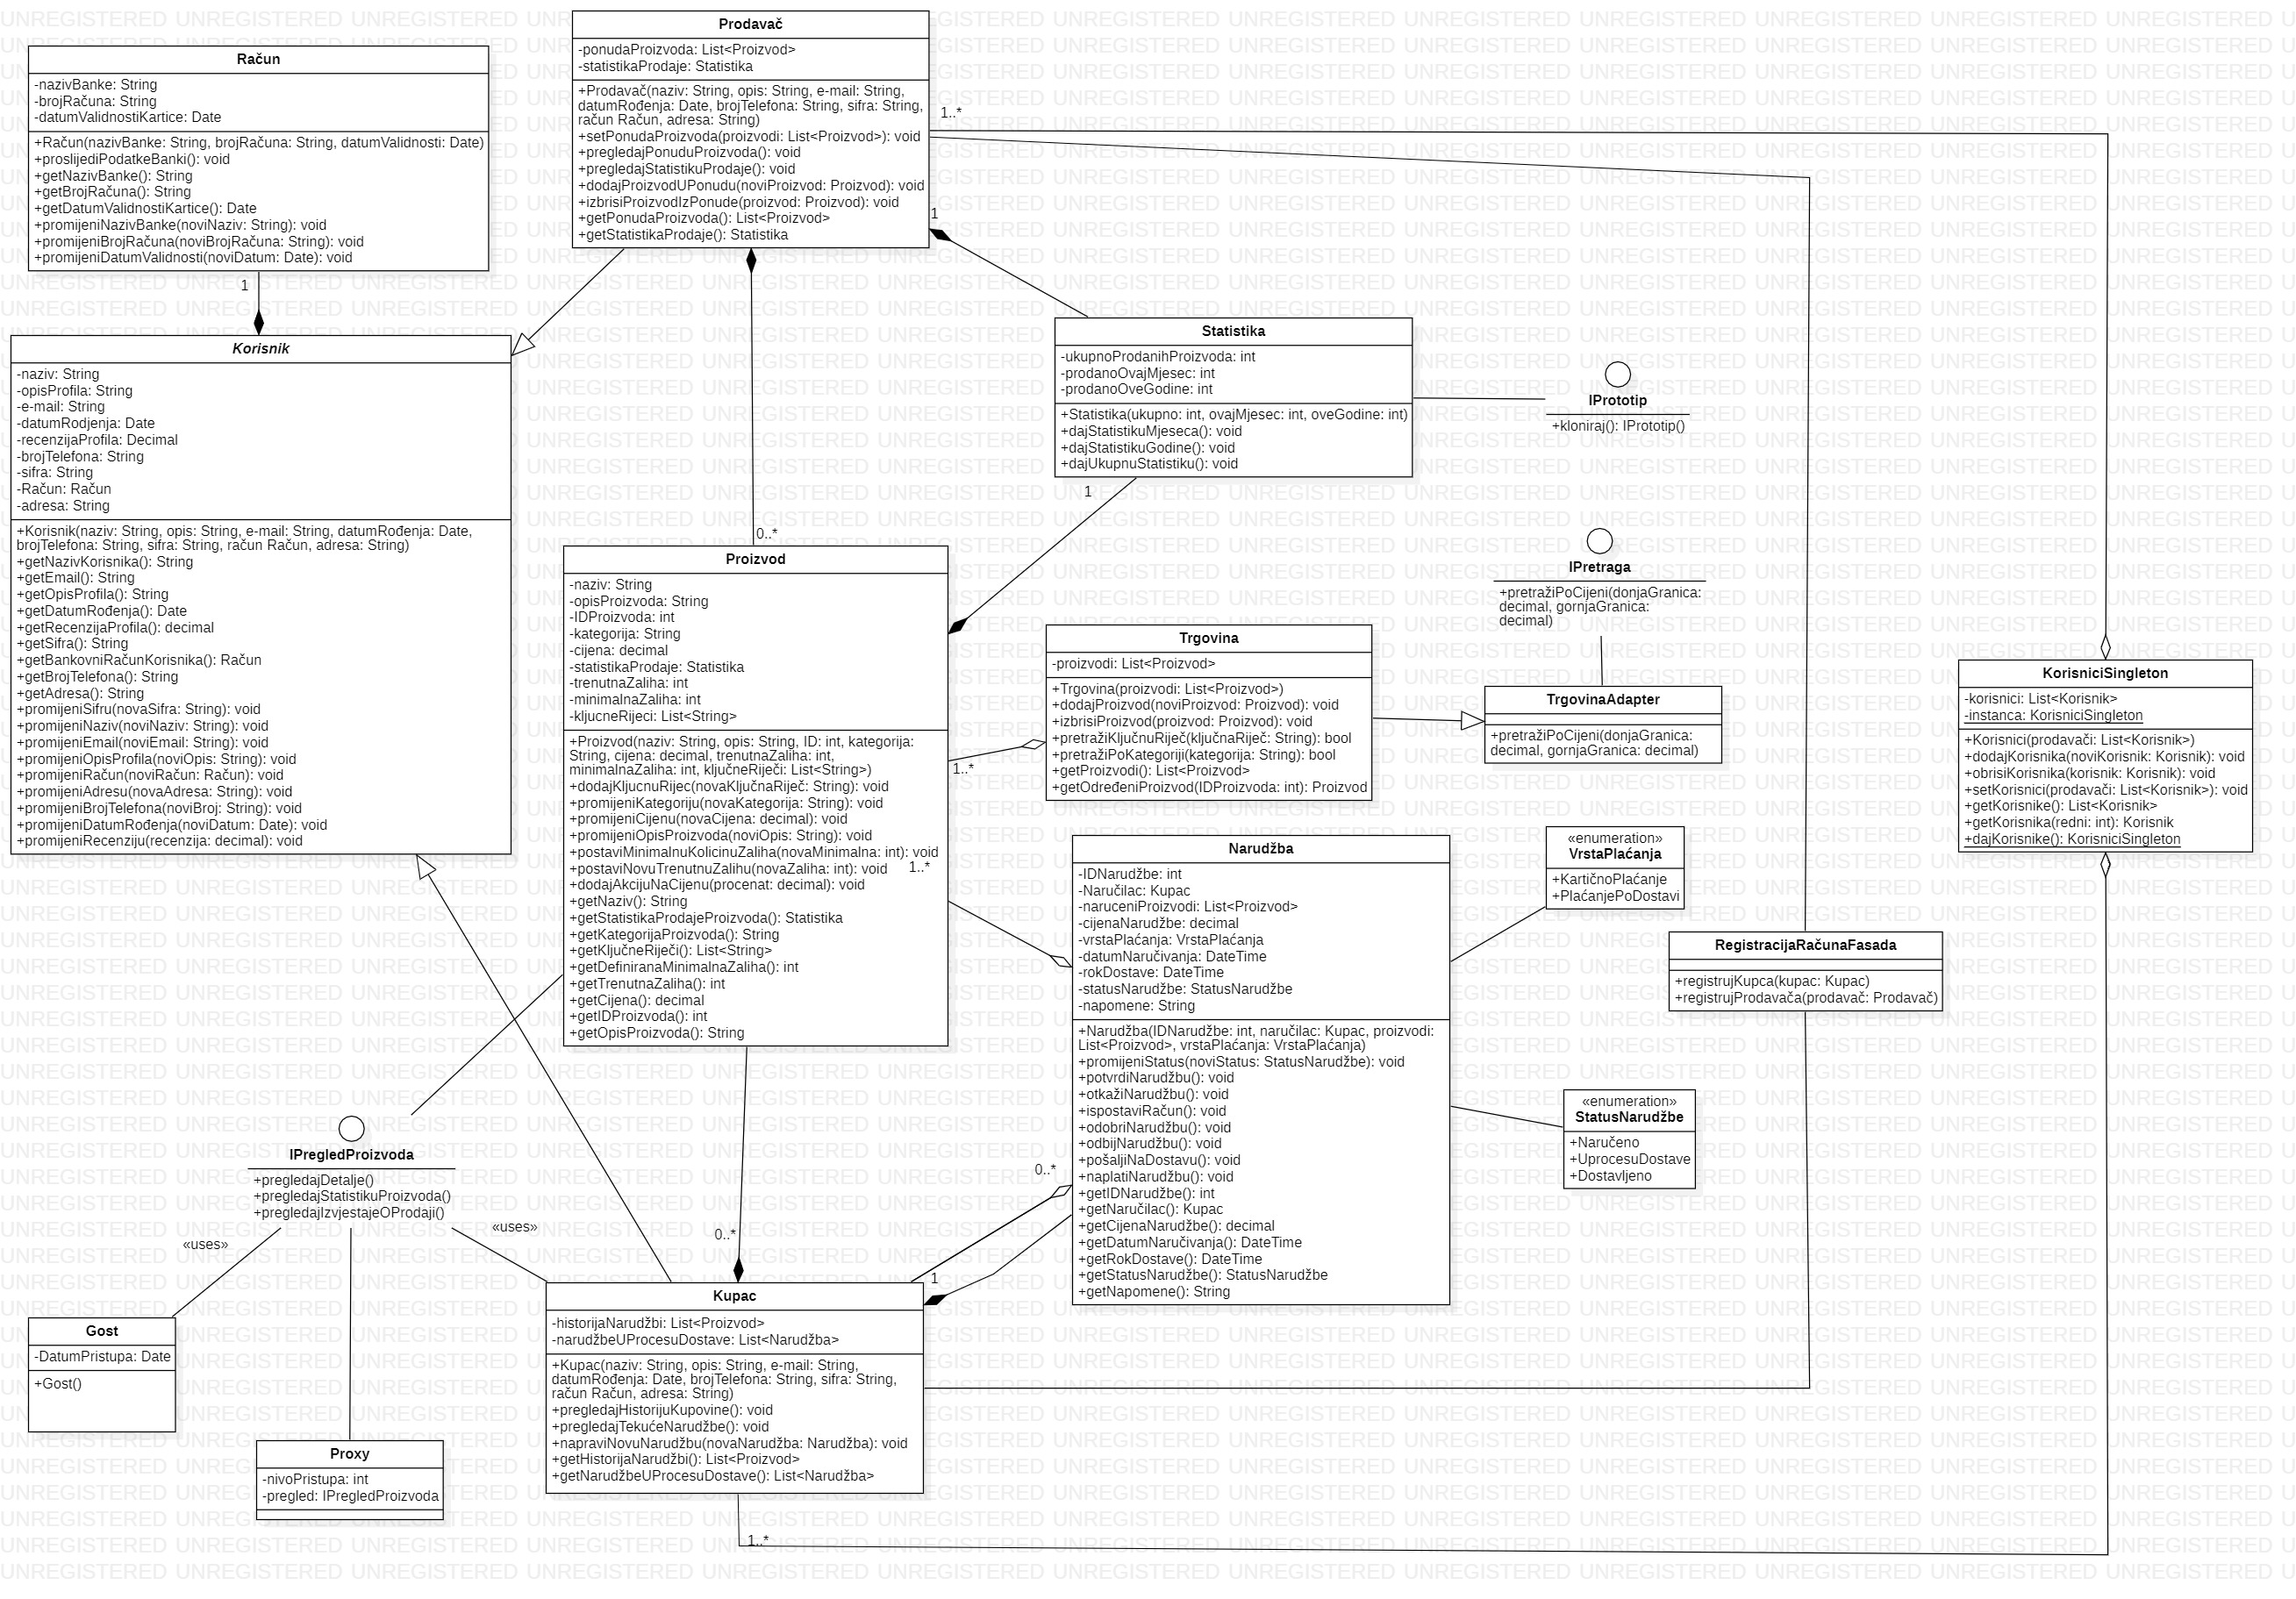 Račun
-nazivBanke: String
-brojRačuna: String
-datumValidnostiKartice: Date
+Račun(nazivBanke: String, brojRačuna: String, datumValidnosti: Date)
+proslijediPodatkeBanki(): void
+getNazivBanke(): String
+getBrojRačuna(): String
+getDatumValidnostiKartice(): Date
+promijeniNazivBanke(noviNaziv: String): void
+promijeniBrojRačuna(noviBrojRačuna: String): void
+promijeniDatumValidnosti(noviDatum: Date): void
1
Prodavač
-ponudaProizvoda: List<Proizvod>
-statistikaProdaje: Statistika
+Prodavač(naziv: String, opis: String, e-mail: String,
datumRođenja: Date, brojTelefona: String, sifra: String,
račun Račun, adresa: String)
+setPonudaProizvoda(proizvodi: List<Proizvod>): void
+pregledajPonuduProizvoda(): void
+pregledajStatistikuProdaje(): void
+dodajProizvodUPonudu(noviProizvod: Proizvod): void
+izbrisiProizvodIzPonude(proizvod: Proizvod): void
+getPonudaProizvoda(): List<Proizvod>
+getStatistikaProdaje(): Statistika
1..*
1
Korisnik
-naziv: String
-opisProfila: String
-e-mail: String
-datumRodjenja: Date
-recenzijaProfila: Decimal
-brojTelefona: String
-sifra: String
-Račun: Račun
-adresa: String
+Korisnik(naziv: String, opis: String, e-mail: String, datumRođenja: Date,
brojTelefona: String, sifra: String, račun Račun, adresa: String)
+getNazivKorisnika(): String
+getEmail(): String
+getOpisProfila(): String
+getDatumRođenja(): Date
+getRecenzijaProfila(): decimal
+getSifra(): String
+getBankovniRačunKorisnika(): Račun
+getBrojTelefona(): String
+getAdresa(): String
+promijeniSifru(novaSifra: String): void
+promijeniNaziv(noviNaziv: String): void
+promijeniEmail(noviEmail: String): void
+promijeniOpisProfila(noviOpis: String): void
+promijeniRačun(noviRačun: Račun): void
+promijeniAdresu(novaAdresa: String): void
+promijeniBrojTelefona(noviBroj: String): void
+promijeniDatumRođenja(noviDatum: Date): void
+promijeniRecenziju(recenzija: decimal): void
Statistika
-ukupnoProdanihProizvoda: int
-prodanoOvajMjesec: int
-prodanoOveGodine: int
+Statistika(ukupno: int, ovajMjesec: int, oveGodine: int)
+dajStatistikuMjeseca(): void
+dajStatistikuGodine(): void
+dajUkupnuStatistiku(): void
1
IPrototip
+kloniraj(): IPrototip()
0..*
Proizvod
-naziv: String
-opisProizvoda: String
-IDProizvoda: int
-kategorija: String
-cijena: decimal
-statistikaProdaje: Statistika
-trenutnaZaliha: int
-minimalnaZaliha: int
-kljucneRijeci: List<String>
+Proizvod(naziv: String, opis: String, ID: int, kategorija:
String, cijena: decimal, trenutnaZaliha: int,
minimalnaZaliha: int, ključneRiječi: List<String>)
+dodajKljucnuRijec(novaKljučnaRiječ: String): void
+promijeniKategoriju(novaKategorija: String): void
+promijeniCijenu(novaCijena: decimal): void
+promijeniOpisProizvoda(noviOpis: String): void
+postaviMinimalnuKolicinuZaliha(novaMinimalna: int): void
+postaviNovuTrenutnuZalihu(novaZaliha: int): void
+dodajAkcijuNaCijenu(procenat: decimal): void
+getNaziv(): String
+getStatistikaProdajeProizvoda(): Statistika
+getKategorijaProizvoda(): String
+getKljučneRiječi(): List<String>
+getDefiniranaMinimalnaZaliha(): int
+getTrenutnaZaliha(): int
+getCijena(): decimal
+getIDProizvoda(): int
+getOpisProizvoda(): String
1..*
1..*
IPretraga
+pretražiPoCijeni(donjaGranica:
decimal, gornjaGranica:
decimal)
Trgovina
-proizvodi: List<Proizvod>
+Trgovina(proizvodi: List<Proizvod>)
+dodajProizvod(noviProizvod: Proizvod): void
+izbrisiProizvod(proizvod: Proizvod): void
+pretražiKljučnuRiječ(ključnaRiječ: String): bool
+pretražiPoKategoriji(kategorija: String): bool
+getProizvodi(): List<Proizvod>
+getOdređeniProizvod(IDProizvoda: int): Proizvod
TrgovinaAdapter
+pretražiPoCijeni(donjaGranica:
decimal, gornjaGranica: decimal)
KorisniciSingleton
-korisnici: List<Korisnik>
-instanca: KorisniciSingleton
+Korisnici(prodavači: List<Korisnik>)
+dodajKorisnika(noviKorisnik: Korisnik): void
+obrisiKorisnika(korisnik: Korisnik): void
+setKorisnici(prodavači: List<Korisnik>): void
+getKorisnike(): List<Korisnik>
+getKorisnika(redni: int): Korisnik
+dajKorisnike(): KorisniciSingleton
Narudžba
-IDNarudžbe: int
-Naručilac: Kupac
-naruceniProizvodi: List<Proizvod>
-cijenaNarudžbe: decimal
-vrstaPlaćanja: VrstaPlaćanja
-datumNaručivanja: DateTime
-rokDostave: DateTime
-statusNarudžbe: StatusNarudžbe
-napomene: String
+Narudžba(IDNarudžbe: int, naručilac: Kupac, proizvodi:
List<Proizvod>, vrstaPlaćanja: VrstaPlaćanja)
+promijeniStatus(noviStatus: StatusNarudžbe): void
+potvrdiNarudžbu(): void
+otkažiNarudžbu(): void
+ispostaviRačun(): void
+odobriNarudžbu(): void
+odbijNarudžbu(): void
+pošaljiNaDostavu(): void
+naplatiNarudžbu(): void
+getIDNarudžbe(): int
+getNaručilac(): Kupac
+getCijenaNarudžbe(): decimal
+getDatumNaručivanja(): DateTime
+getRokDostave(): DateTime
+getStatusNarudžbe(): StatusNarudžbe
+getNapomene(): String
0..*
«enumeration»
VrstaPlaćanja
+KartičnoPlaćanje
+PlaćanjePoDostavi
RegistracijaRačunaFasada
+registrujKupca(kupac: Kupac)
+registrujProdavača(prodavač: Prodavač)
«enumeration»
StatusNarudžbe
+Naručeno
+UprocesuDostave
+Dostavljeno
IPregledProizvoda
+pregledajDetalje()
+pregledajStatistikuProizvoda()
+pregledajIzvjestajeOProdaji()
«uses»
«uses»
Gost
-DatumPristupa: Date
+Gost()
Proxy
-nivoPristupa: int
-pregled: IPregledProizvoda
0..*
1
Kupac
-historijaNarudžbi: List<Proizvod>
-narudžbeUProcesuDostave: List<Narudžba>
+Kupac(naziv: String, opis: String, e-mail: String,
datumRođenja: Date, brojTelefona: String, sifra: String,
račun Račun, adresa: String)
+pregledajHistorijuKupovine(): void
+pregledajTekućeNarudžbe(): void
+napraviNovuNarudžbu(novaNarudžba: Narudžba): void
+getHistorijaNarudžbi(): List<Proizvod>
+getNarudžbeUProcesuDostave(): List<Narudžba>
1..*
UNREGISTERED